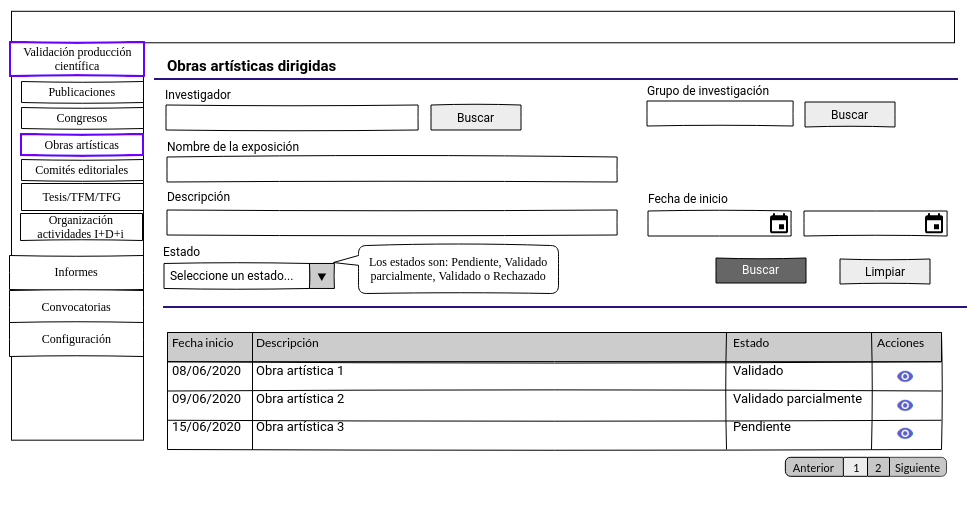 Validación producción
científica
Publicaciones
Congresos
Obras artísticas
Comités editoriales
Tesis/TFM/TFG
Organización
actividades I+D+i
Informes
Convocatorias
Configuración
Obras artísticas dirigidas
Investigador
Buscar
Grupo de investigación
Buscar
Nombre de la exposición
Descripción
Fecha de inicio
Estado
Seleccione un estado...
Los estados son: Pendiente, Validado
parcialmente, Validado o Rechazado
Buscar
Limpiar
Fecha inicio Descripción Estado Acciones
08/06/2020 Obra artística 1 Validado
09/06/2020 Obra artística 2 Validado parcialmente
15/06/2020 Obra artística 3 Pendiente
Anterior 1 2 Siguiente